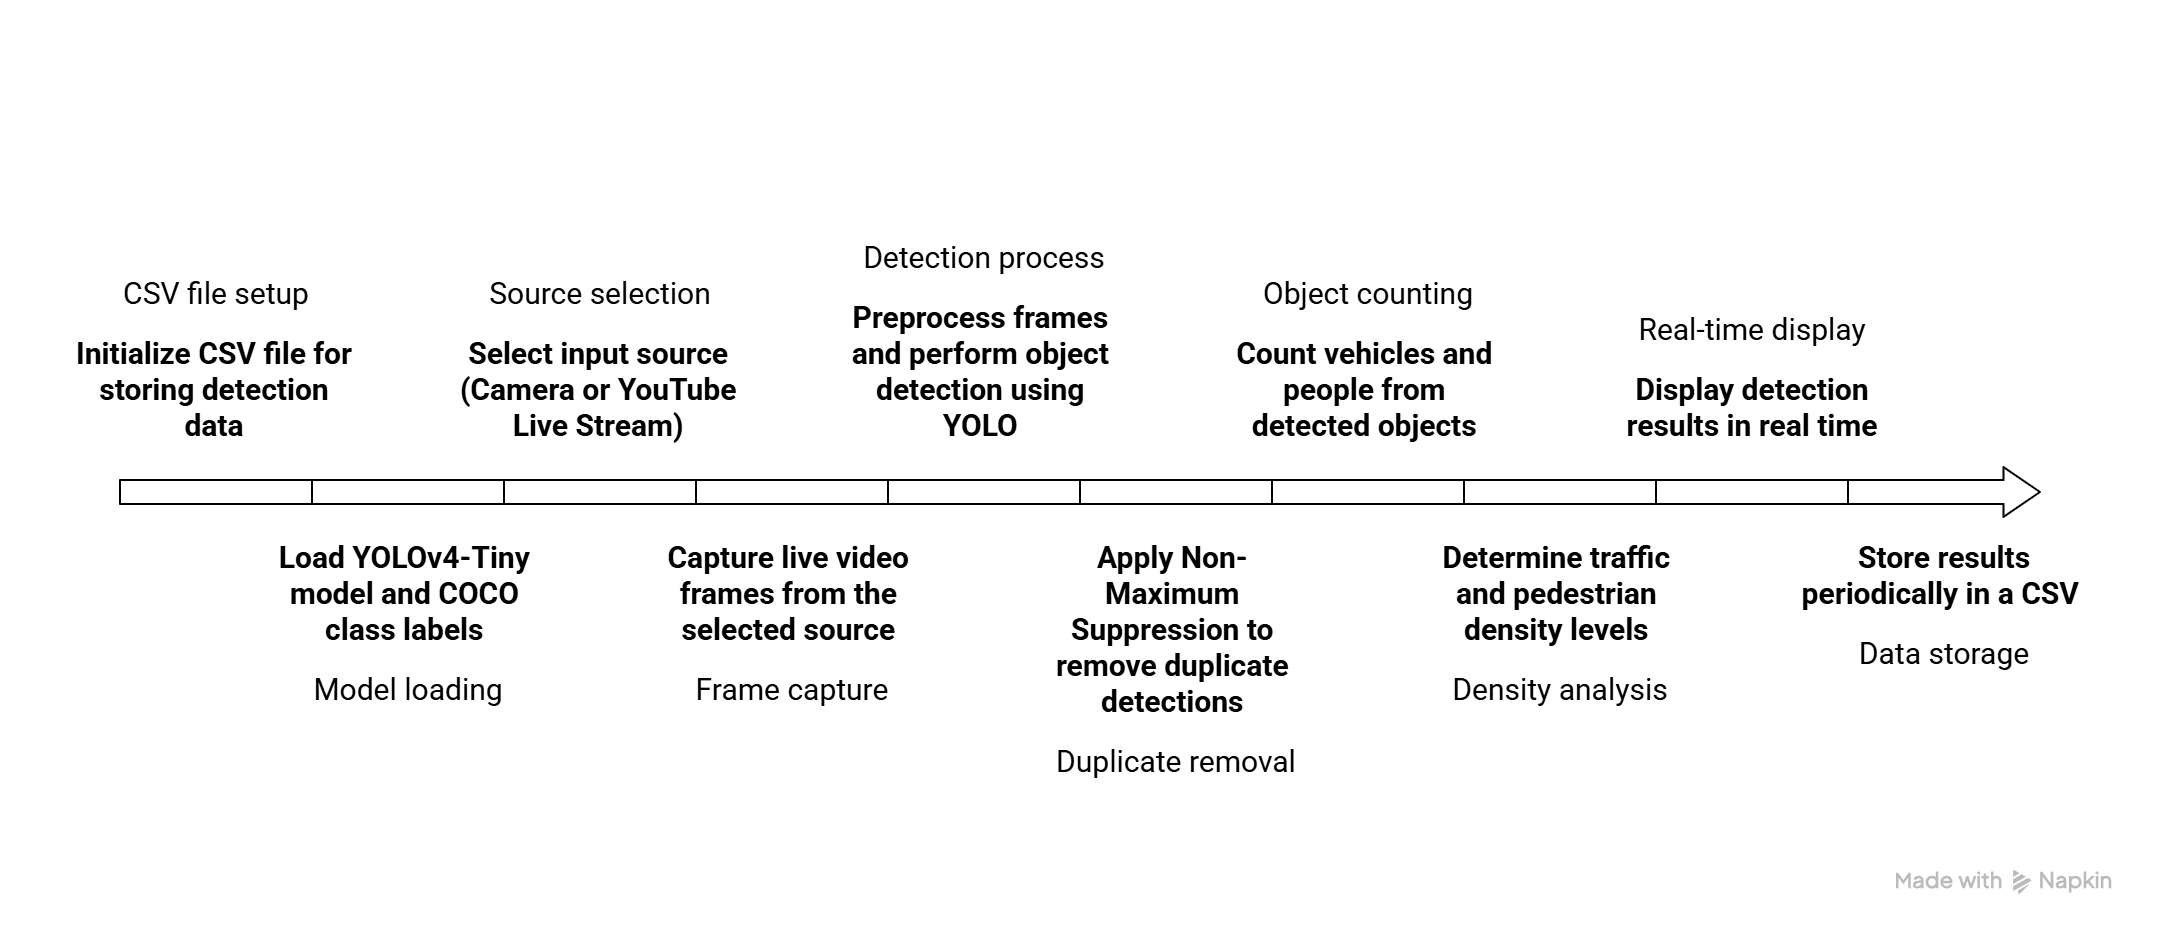 CSV file setup
Initialize CSV file for
storing detection
data
Load YOLOv4-Tiny
model and COCO
class labels
Model loading
Source selection
Select input source
(Camera or YouTube
Live Stream)
Capture live video
frames from the
selected source
Frame capture
Detection process
Preprocess frames
and perform object
detection using
YOLO
Apply Non-
Maximum
Suppression to
remove duplicate
detections
Duplicate removal
Object counting
Count vehicles and
people from
detected objects
Determine traffic
and pedestrian
density levels
Density analysis
Real-time display
Display detection
results in real time
Store results
periodically in a CSV
Data storage
Made with Napkin